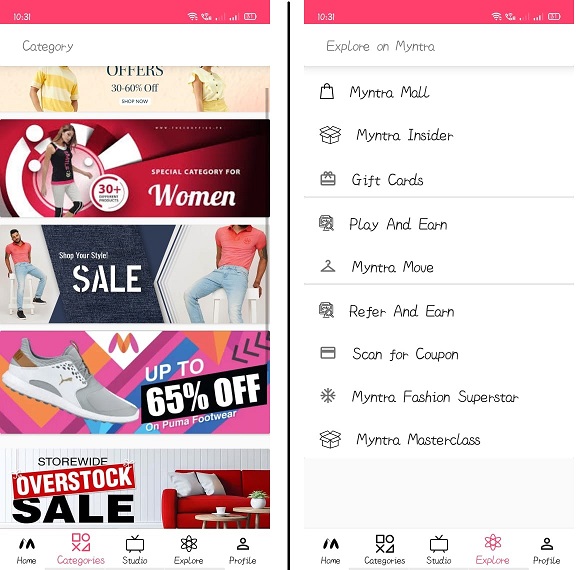 10:31
51
Category
OFFERS
30-60% Off
SHOP NOW
30+
DIFFERENT
PRODUCTS
SPECIAL CATEGORY FOR
Women
Shop Your Style!
SALE
UP TO
65% OFF
On Puma Footwear
STOREWIDE
OVERSTOCK
SALE
Home
Categories
Studio
Explore
Profile
10:31
51
Explore on Myntra
Myntra Mall
Myntra Insider
Gift Cards
Play And Earn
Myntra Move
Refer And Earn
Scan for Coupon
Myntra Fashion Superstar
Myntra Masterclass
Home
Categories
Studio
Explore
Profile